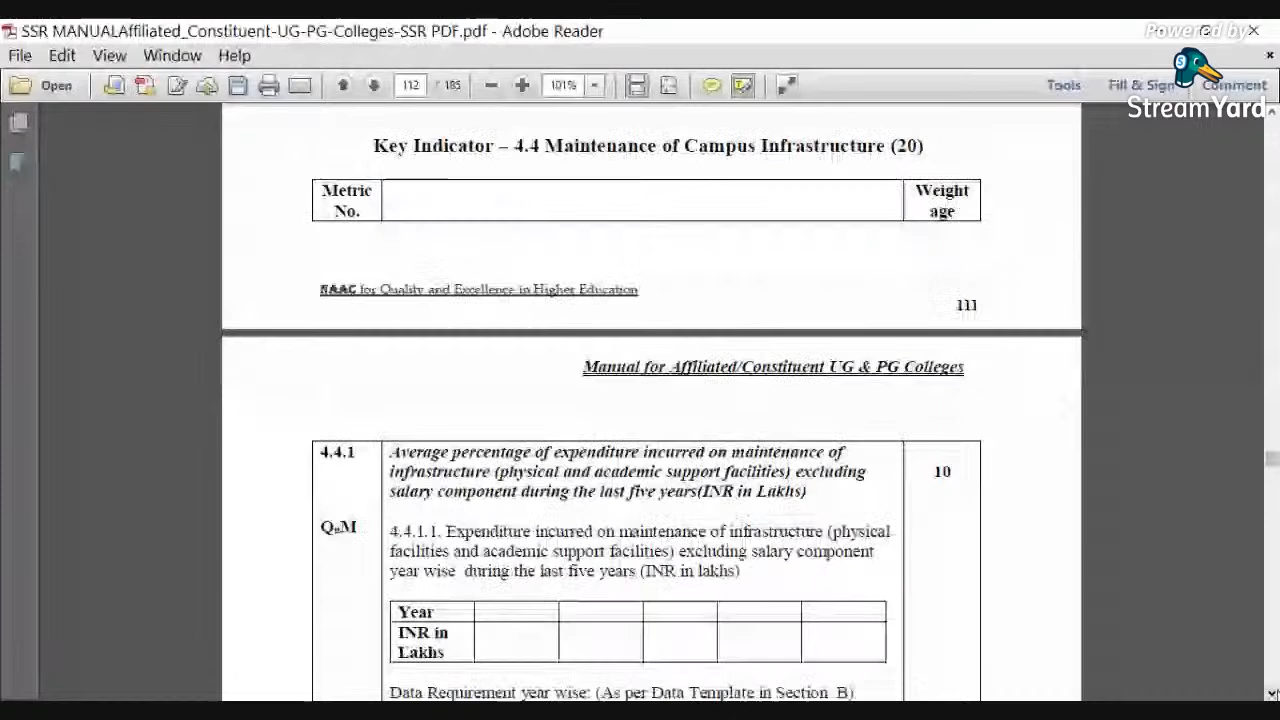 SSR MANUALAffiliated_Constituent-UG-PG-Colleges-SSR PDF.pdf - Adobe Reader
Powered by
File Edit View Window Help
Open 112 / 185 101% Tools Fill & Sign Comment
StreamYard
Key Indicator – 4.4 Maintenance of Campus Infrastructure (20)
Metric No.
Weight age
NAAC for Quality and Excellence in Higher Education
111
Manual for Affiliated/Constituent UG & PG Colleges
4.4.1
Average percentage of expenditure incurred on maintenance of
infrastructure (physical and academic support facilities) excluding
salary component during the last five years(INR in Lakhs)
10
QnM
4.4.1.1. Expenditure incurred on maintenance of infrastructure (physical
facilities and academic support facilities) excluding salary component
year wise during the last five years (INR in lakhs)
Year
INR in
Lakhs
Data Requirement year wise: (As per Data Template in Section B)